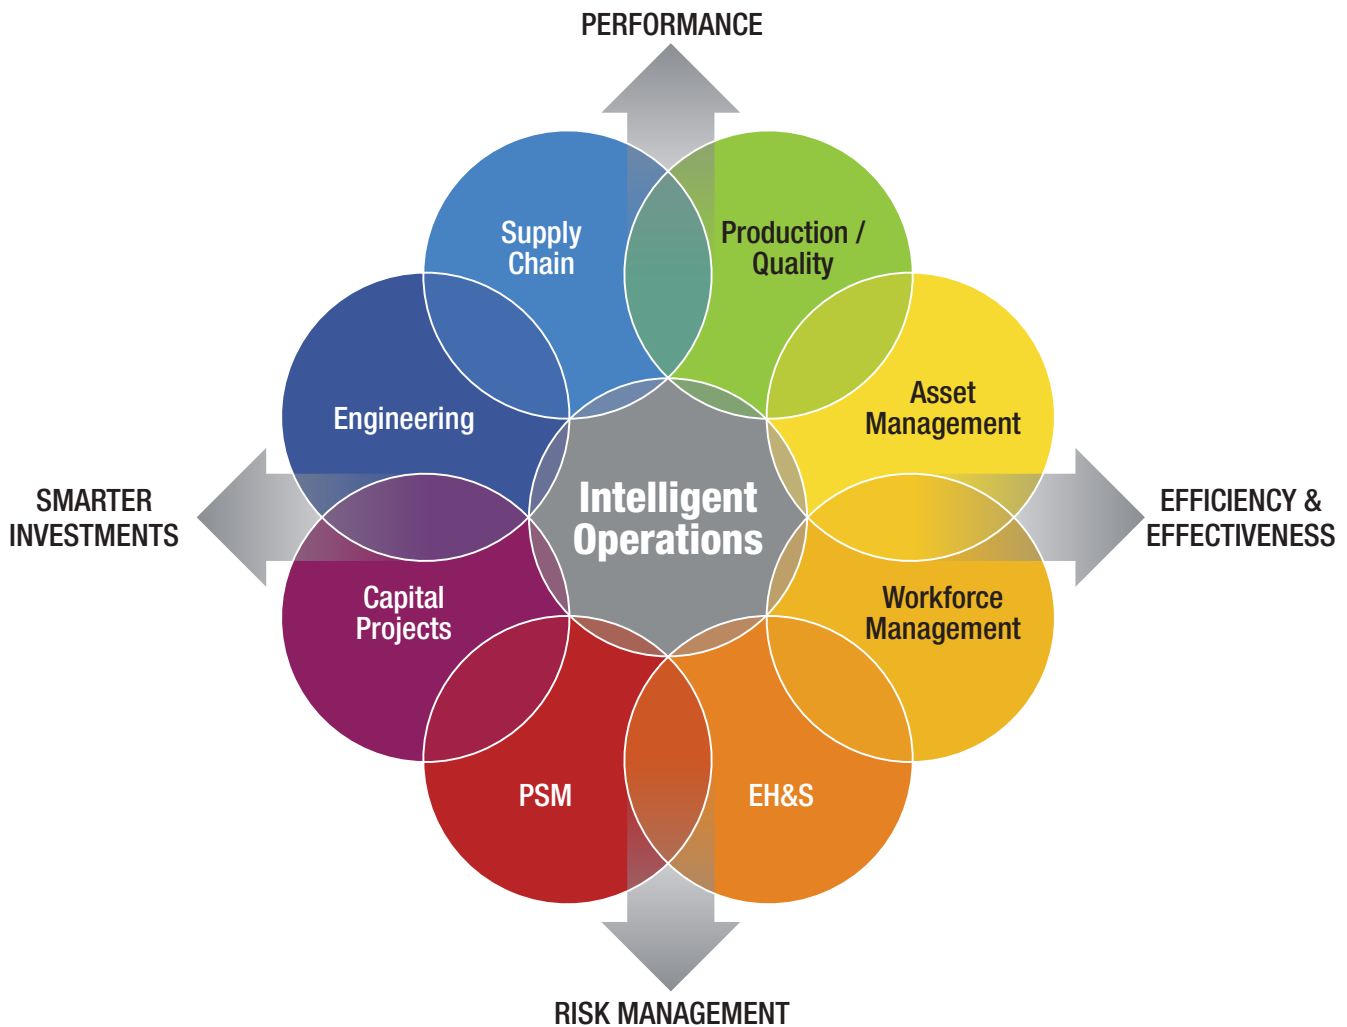 PERFORMANCE
Supply
Chain
Production /
Quality
Engineering
Asset
Management
SMARTER
INVESTMENTS
Intelligent
Operations
EFFICIENCY &
EFFECTIVENESS
Capital
Projects
Workforce
Management
PSM
EH&S
RISK MANAGEMENT